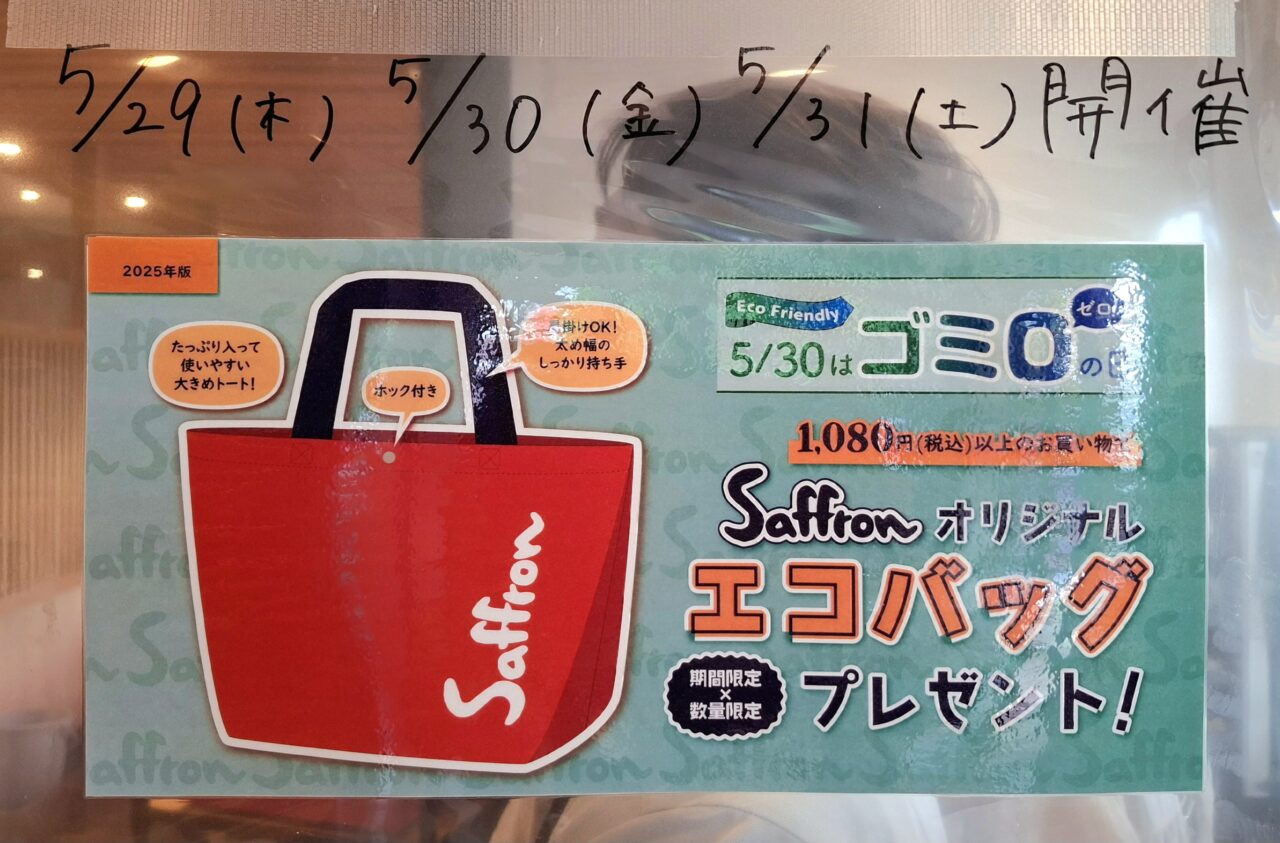 5/29(木) 5/30(金) 5/31(土)開催
2025年版
たっぷり入って
使いやすい
大きめトート!
ホック付き
掛けOK!
太め幅の
しっかり持ち手
Eco Friendly
5/30は ゴミ0 ゼロ の日
1,080円(税込)以上のお買い物で
Saffron オリジナル
エコバッグ
期間限定
×
数量限定
プレゼント!
Saffron